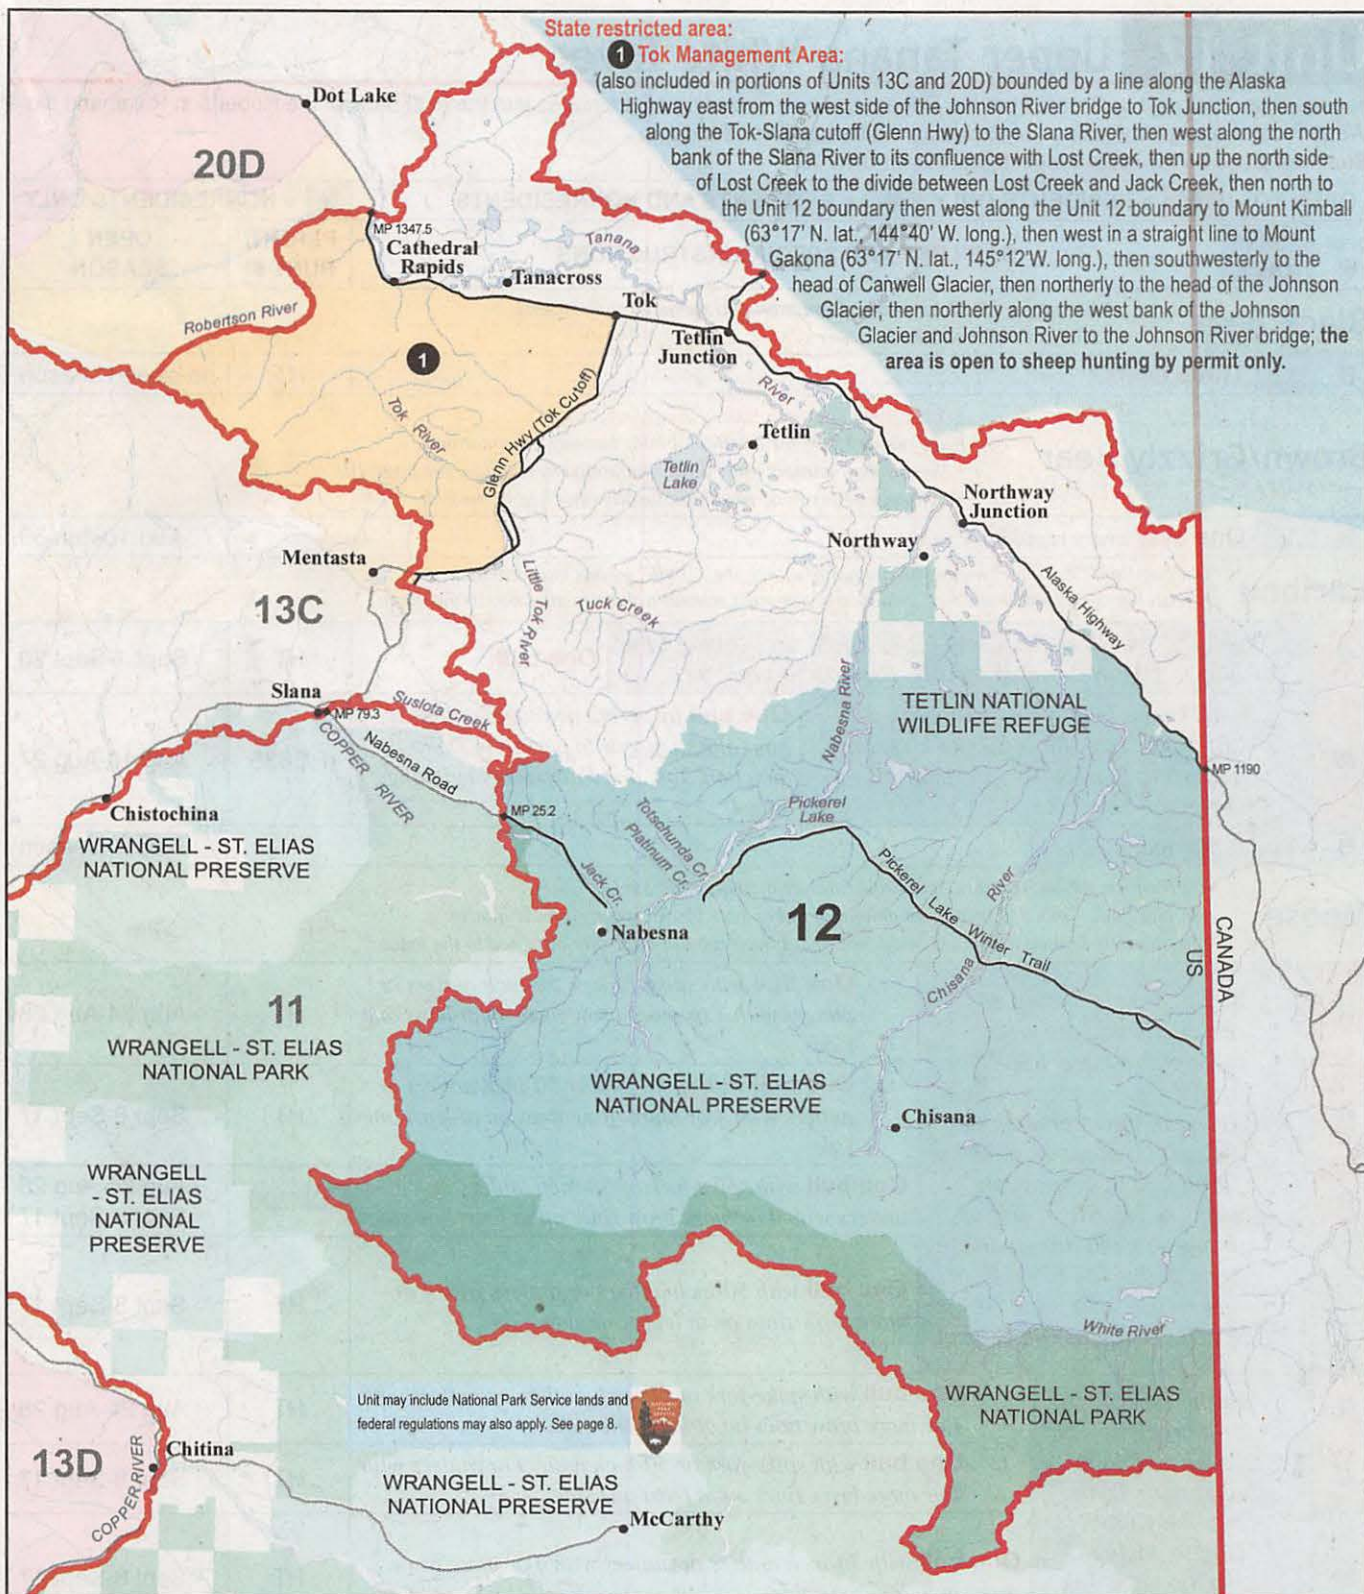 State restricted area:
1 Tok Management Area:
(also included in portions of Units 13C and 20D) bounded by a line along the Alaska
Highway east from the west side of the Johnson River bridge to Tok Junction, then south
along the Tok-Slana cutoff (Glenn Hwy) to the Slana River, then west along the north
bank of the Slana River to its confluence with Lost Creek, then up the north side
of Lost Creek to the divide between Lost Creek and Jack Creek, then north to
the Unit 12 boundary then west along the Unit 12 boundary to Mount Kimball
(63°17' N. lat., 144°40' W. long.), then west in a straight line to Mount
Gakona (63°17' N. lat., 145°12'W. long.), then southwesterly to the
head of Canwell Glacier, then northerly to the head of the Johnson
Glacier, then northerly along the west bank of the Johnson
Glacier and Johnson River to the Johnson River bridge; the
area is open to sheep hunting by permit only.
Dot Lake
20D
MP 1347.5
Cathedral
Rapids
Tanana
Tanacross
Tok
Robertson River
Tetlin
Junction
1
River
Tok River
Glenn Hwy (Tok Cutoff)
Tetlin
Tetlin
Lake
Northway
Junction
Northway
Mentasta
13C
Little Tok River
Tuck Creek
Alaska Highway
Slana
MP 79.3
Suslota Creek
Nabesna River
TETLIN NATIONAL
WILDLIFE REFUGE
COPPER RIVER
Nabesna Road
MP 1190
Chistochina
MP 25.2
Totschunda Cr.
Platinum Cr.
Pickerel
Lake
WRANGELL - ST. ELIAS
NATIONAL PRESERVE
Jack Cr.
Pickerel Lake Winter Trail
River
12
Nabesna
Chisana
US
CANADA
11
WRANGELL - ST. ELIAS
NATIONAL PARK
WRANGELL - ST. ELIAS
NATIONAL PRESERVE
Chisana
WRANGELL
- ST. ELIAS
NATIONAL
PRESERVE
White River
Unit may include National Park Service lands and
federal regulations may also apply. See page 8.
WRANGELL - ST. ELIAS
NATIONAL PARK
13D
Chitina
COPPER RIVER
WRANGELL - ST. ELIAS
NATIONAL PRESERVE
McCarthy